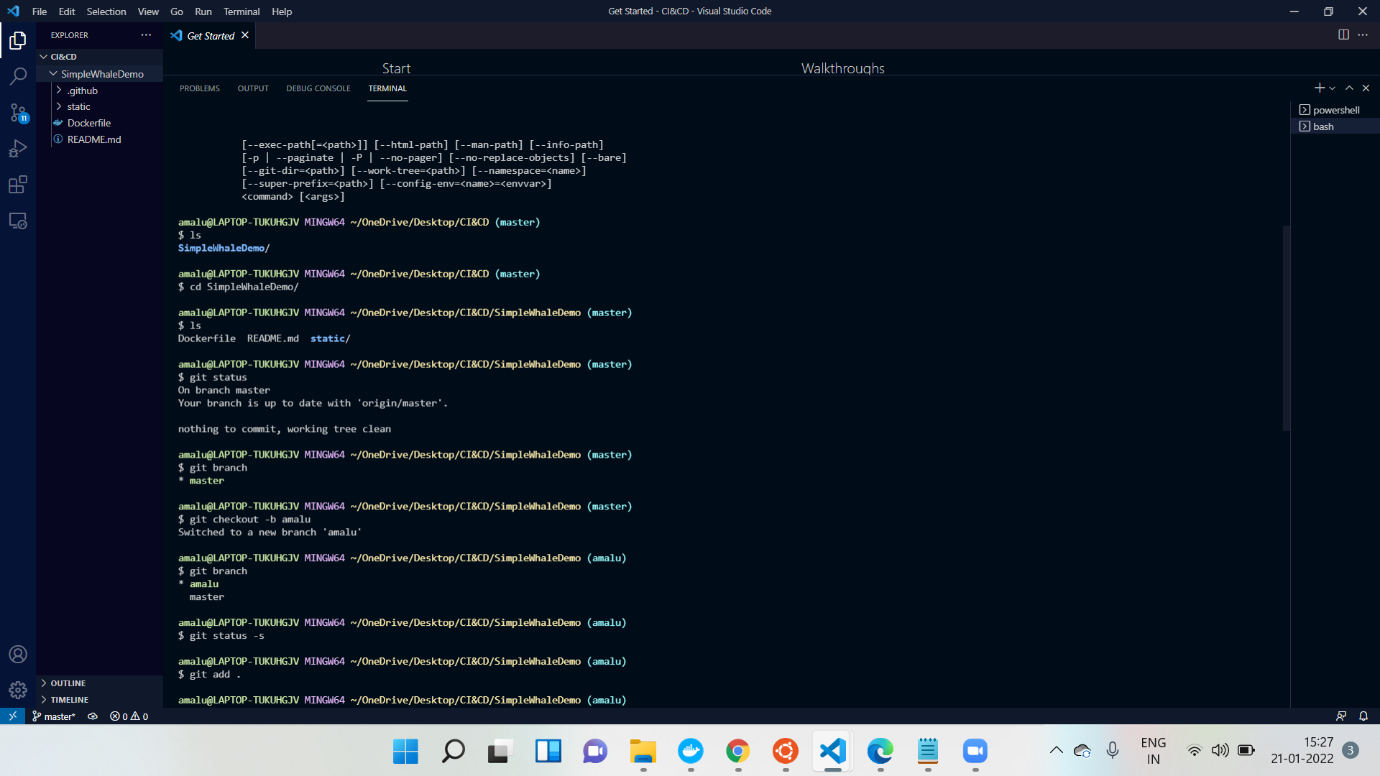 File Edit Selection View Go Run Terminal Help
Get Started - CI&CD - Visual Studio Code
EXPLORER
CI&CD
SimpleWhaleDemo
.github
static
Dockerfile
README.md
11
OUTLINE
TIMELINE
Get Started
Start
Walkthroughs
PROBLEMS OUTPUT DEBUG CONSOLE TERMINAL
powershell
bash
[--exec-path[=<path>]] [--html-path] [--man-path] [--info-path]
[-p | --paginate | -P | --no-pager] [--no-replace-objects] [--bare]
[--git-dir=<path>] [--work-tree=<path>] [--namespace=<name>]
[--super-prefix=<path>] [--config-env=<name>=<envvar>]
<command> [<args>]
amalu@LAPTOP-TUKUHGJV MINGW64 ~/OneDrive/Desktop/CI&CD (master)
$ ls
SimpleWhaleDemo/
amalu@LAPTOP-TUKUHGJV MINGW64 ~/OneDrive/Desktop/CI&CD (master)
$ cd SimpleWhaleDemo/
amalu@LAPTOP-TUKUHGJV MINGW64 ~/OneDrive/Desktop/CI&CD/SimpleWhaleDemo (master)
$ ls
Dockerfile README.md static/
amalu@LAPTOP-TUKUHGJV MINGW64 ~/OneDrive/Desktop/CI&CD/SimpleWhaleDemo (master)
$ git status
On branch master
Your branch is up to date with 'origin/master'.
nothing to commit, working tree clean
amalu@LAPTOP-TUKUHGJV MINGW64 ~/OneDrive/Desktop/CI&CD/SimpleWhaleDemo (master)
$ git branch
* master
amalu@LAPTOP-TUKUHGJV MINGW64 ~/OneDrive/Desktop/CI&CD/SimpleWhaleDemo (master)
$ git checkout -b amalu
Switched to a new branch 'amalu'
amalu@LAPTOP-TUKUHGJV MINGW64 ~/OneDrive/Desktop/CI&CD/SimpleWhaleDemo (amalu)
$ git branch
* amalu
master
amalu@LAPTOP-TUKUHGJV MINGW64 ~/OneDrive/Desktop/CI&CD/SimpleWhaleDemo (amalu)
$ git status -s
amalu@LAPTOP-TUKUHGJV MINGW64 ~/OneDrive/Desktop/CI&CD/SimpleWhaleDemo (amalu)
$ git add .
amalu@LAPTOP-TUKUHGJV MINGW64 ~/OneDrive/Desktop/CI&CD/SimpleWhaleDemo (amalu)
master* 0 0
ENG
IN
15:27
21-01-2022
3